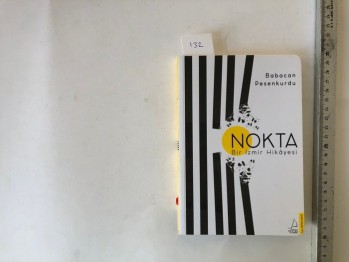 132
Babacan
Pesenkurdu
NOKTA
Bir İzmir Hikâyesi